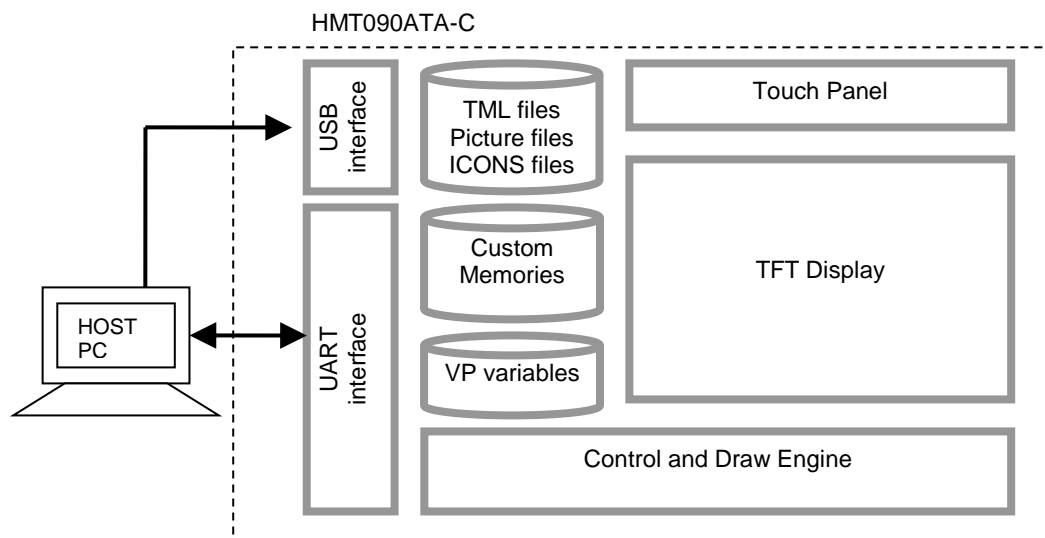 HMT090ATA-C
USB
interface
TML files
Picture files
ICONS files
Touch Panel
UART
interface
Custom
Memories
TFT Display
HOST
PC
VP variables
Control and Draw Engine